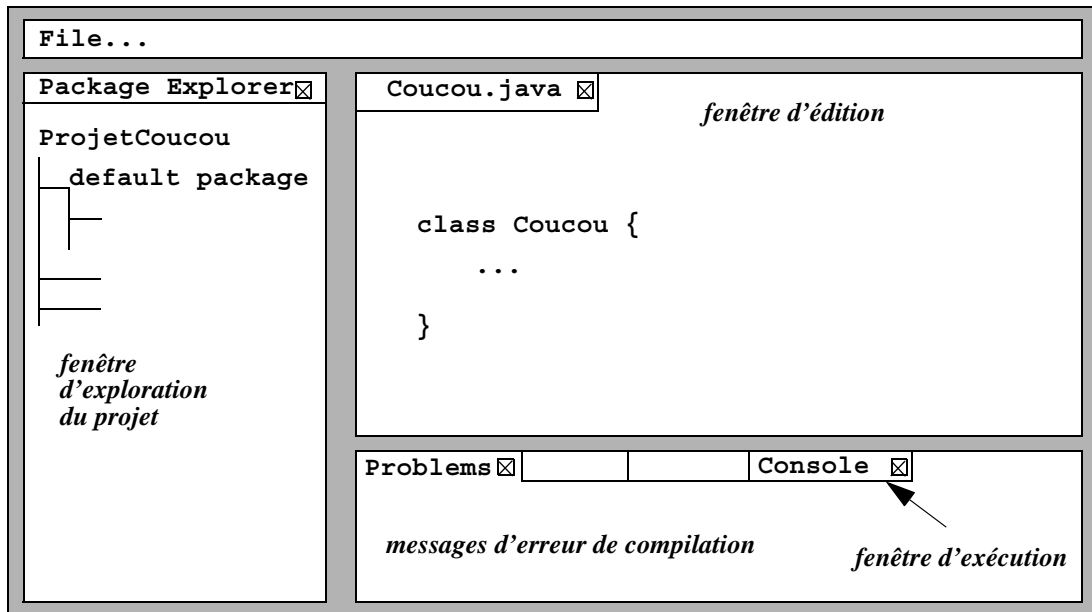 File...
Package Explorer
ProjetCoucou
default package
fenêtre
d’exploration
du projet
Coucou.java
fenêtre d’édition
class Coucou {
...
}
Problems
Console
messages d’erreur de compilation
fenêtre d’exécution